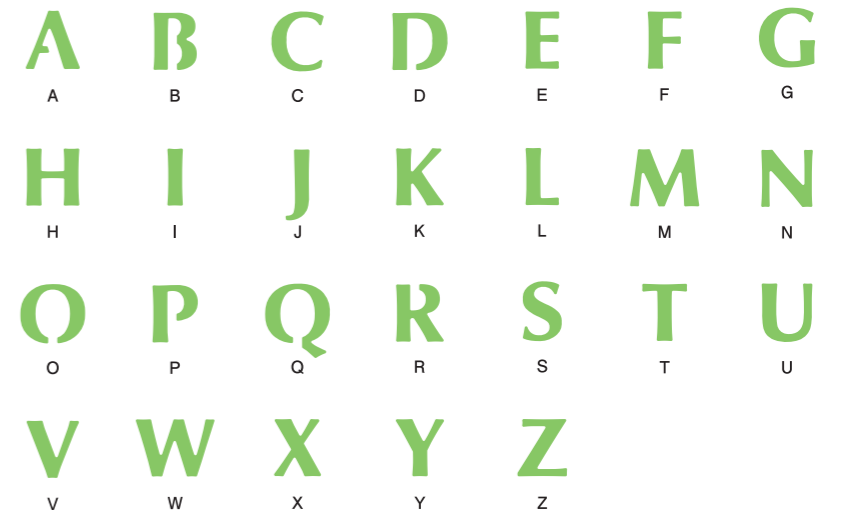 A B C D E F G
A B C D E F G
H I J K L M N
H I J K L M N
O P Q R S T U
O P Q R S T U
V W X Y Z
V W X Y Z